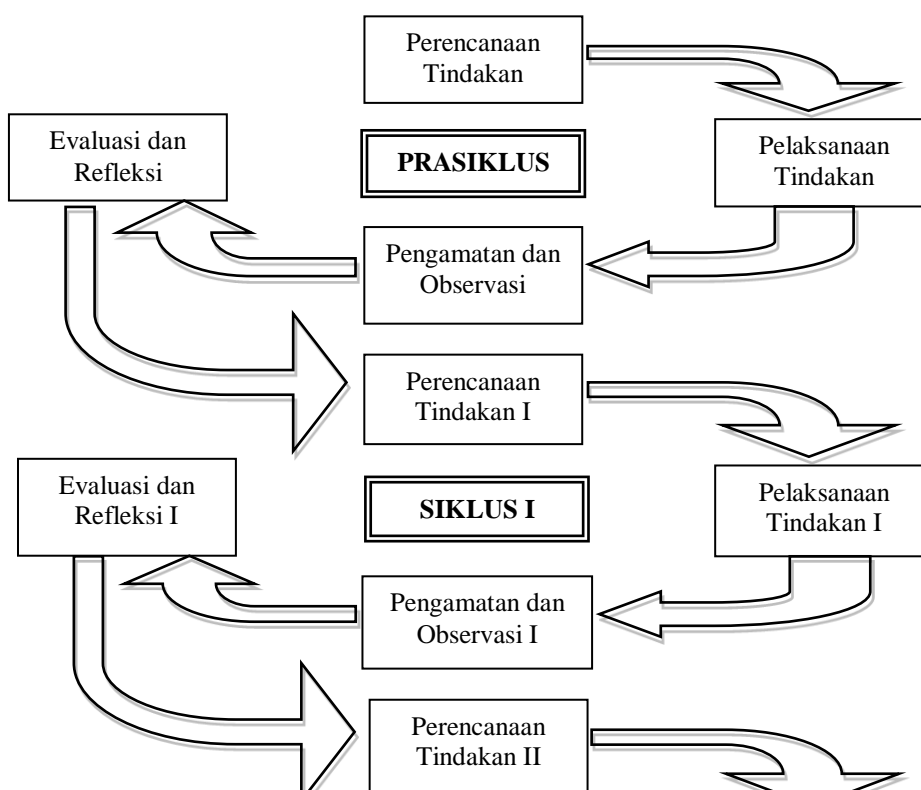 Perencanaan
Tindakan
Evaluasi dan
Refleksi
PRASIKLUS
Pelaksanaan
Tindakan
Pengamatan dan
Observasi
Perencanaan
Tindakan I
Evaluasi dan
Refleksi I
SIKLUS I
Pelaksanaan
Tindakan I
Pengamatan dan
Observasi I
Perencanaan
Tindakan II